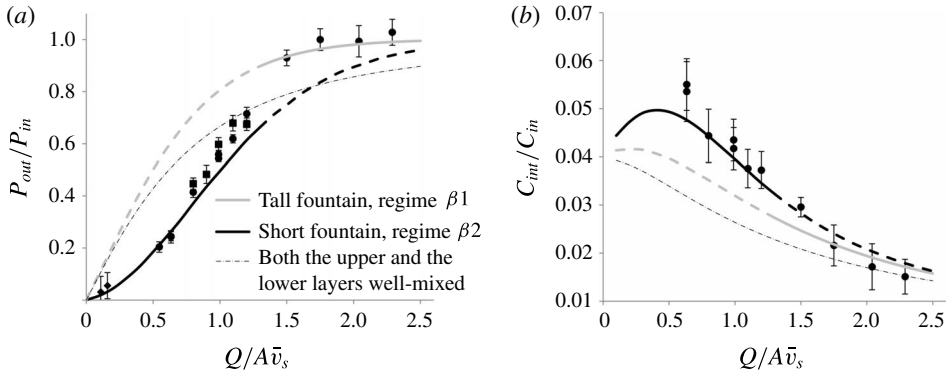 (a)
1.0
0.8
0.6
0.4
0.2
P_out/P_in
Tall fountain, regime β1
Short fountain, regime β2
Both the upper and the
lower layers well-mixed
0 0.5 1.0 1.5 2.0 2.5
Q/Av̄_s
(b)
0.07
0.06
0.05
0.04
0.03
0.02
0.01
C_int/C_in
0 0.5 1.0 1.5 2.0 2.5
Q/Av̄_s